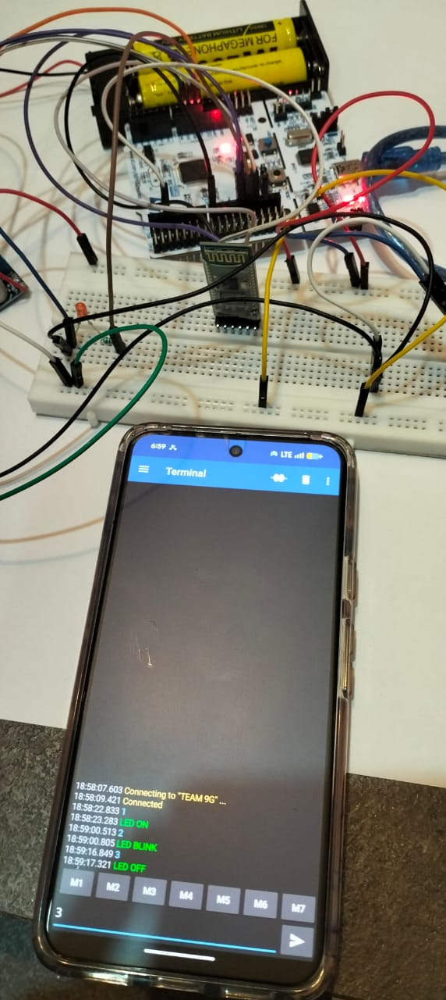 FOR MEGAPHONE
6:59 LTE
Terminal
18:58:07.603 Connecting to "TEAM 9G" ...
18:58:09.421 Connected
18:58:22.833 1
18:58:23.283 LED ON
18:59:00.513 2
18:59:00.805 LED BLINK
18:59:16.849 3
18:59:17.321 LED OFF
M1 M2 M3 M4 M5 M6 M7
3